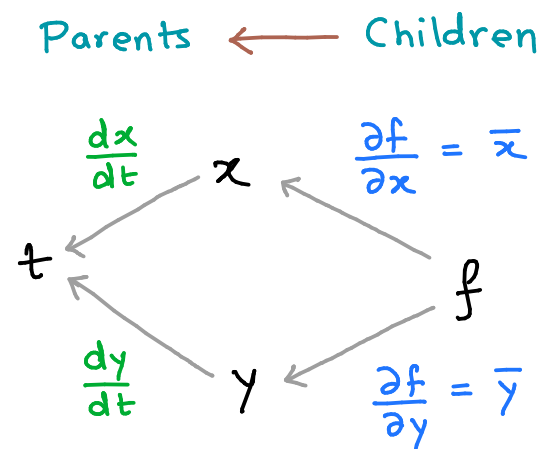 Parents ← Children
dx/dt
x
∂f/∂x = x̅
t
f
dy/dt
y
∂f/∂y = y̅